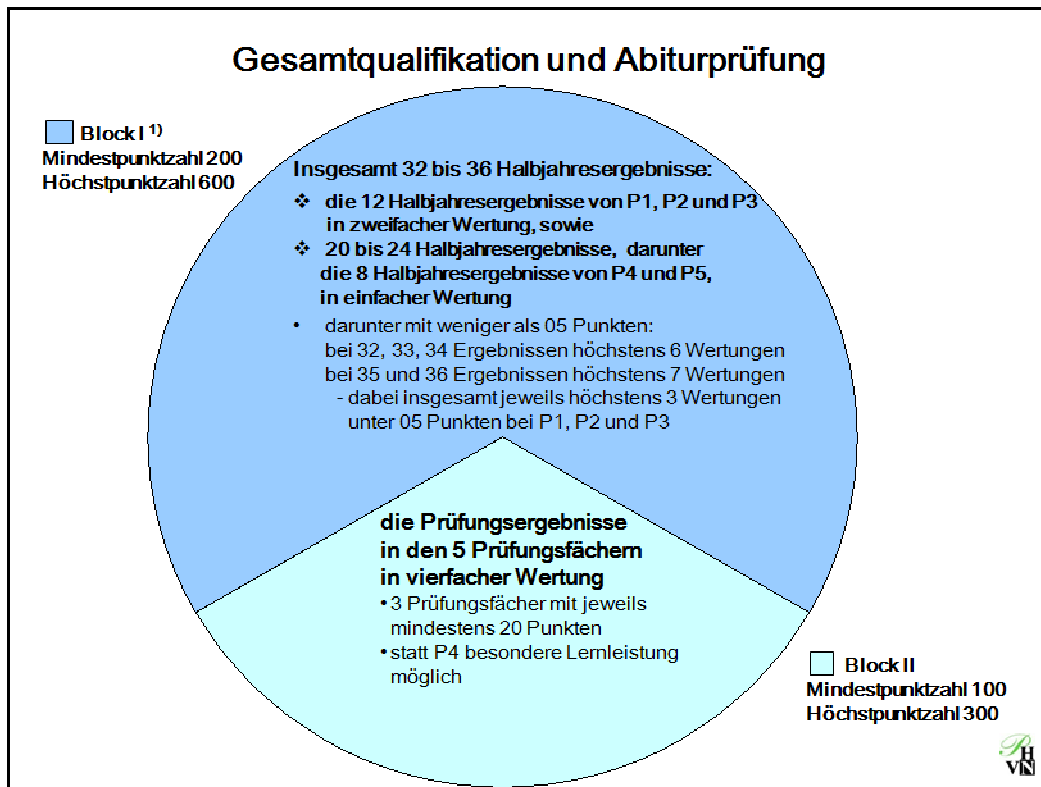 Gesamtqualifikation und Abiturprüfung
Block I 1)
Mindestpunktzahl 200
Höchstpunktzahl 600
Insgesamt 32 bis 36 Halbjahresergebnisse:
❖ die 12 Halbjahresergebnisse von P1, P2 und P3
in zweifacher Wertung, sowie
❖ 20 bis 24 Halbjahresergebnisse, darunter
die 8 Halbjahresergebnisse von P4 und P5,
in einfacher Wertung
• darunter mit weniger als 05 Punkten:
bei 32, 33, 34 Ergebnissen höchstens 6 Wertungen
bei 35 und 36 Ergebnissen höchstens 7 Wertungen
- dabei insgesamt jeweils höchstens 3 Wertungen
unter 05 Punkten bei P1, P2 und P3
die Prüfungsergebnisse
in den 5 Prüfungsfächern
in vierfacher Wertung
• 3 Prüfungsfächer mit jeweils
mindestens 20 Punkten
• statt P4 besondere Lernleistung
möglich
Block II
Mindestpunktzahl 100
Höchstpunktzahl 300
PHVN